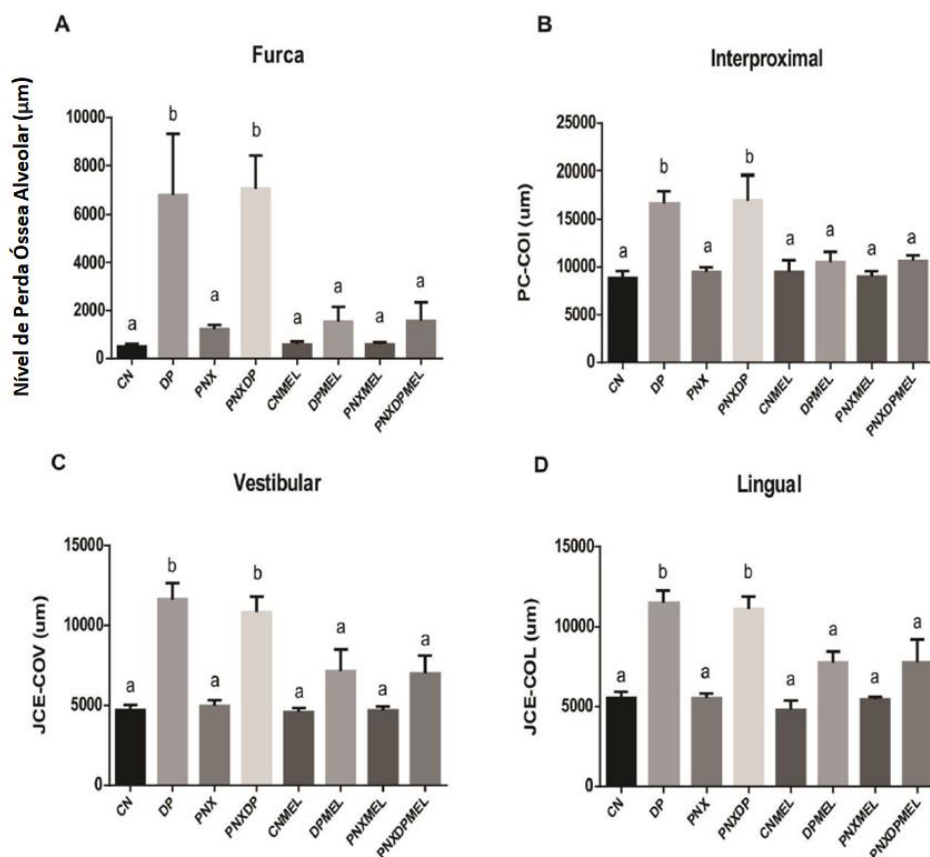 A
Furca
Nível de Perda Óssea Alveolar (µm)
10000
8000
6000
4000
2000
0
a
b
a
b
a
a
a
a
CN
DP
PNX
PNXDP
CNMEL
DPMEL
PNXMEL
PNXDPMEL
B
Interproximal
PC-COI (um)
25000
20000
15000
10000
5000
0
a
b
a
b
a
a
a
a
CN
DP
PNX
PNXDP
CNMEL
DPMEL
PNXMEL
PNXDPMEL
C
Vestibular
JCE-COV (um)
15000
10000
5000
0
a
b
a
b
a
a
a
a
CN
DP
PNX
PNXDP
CNMEL
DPMEL
PNXMEL
PNXDPMEL
D
Lingual
JCE-COL (um)
15000
10000
5000
0
a
b
a
b
a
a
a
a
CN
DP
PNX
PNXDP
CNMEL
DPMEL
PNXMEL
PNXDPMEL